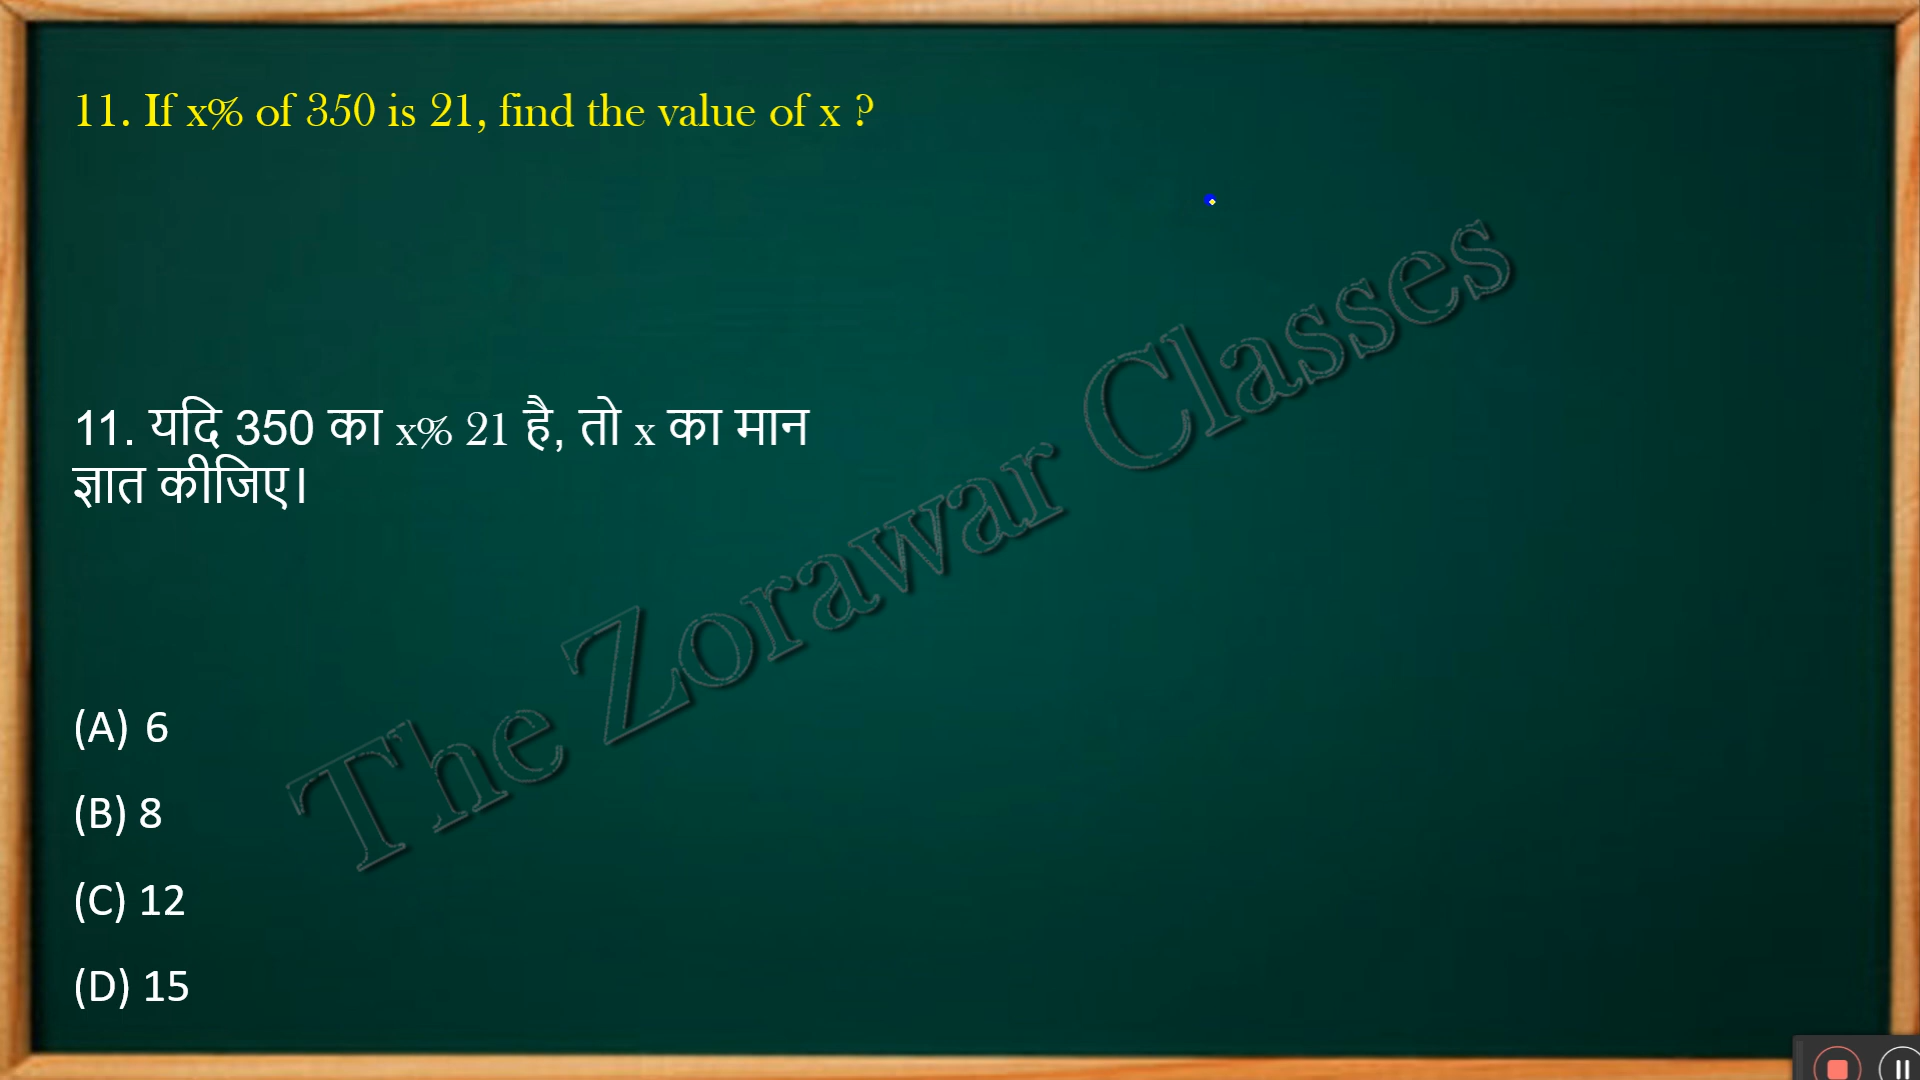 11. If x% of 350 is 21, find the value of x ?
11. यदि 350 का x% 21 है, तो x का मान
ज्ञात कीजिए।
The Zorawar Classes
(A) 6
(B) 8
(C) 12
(D) 15